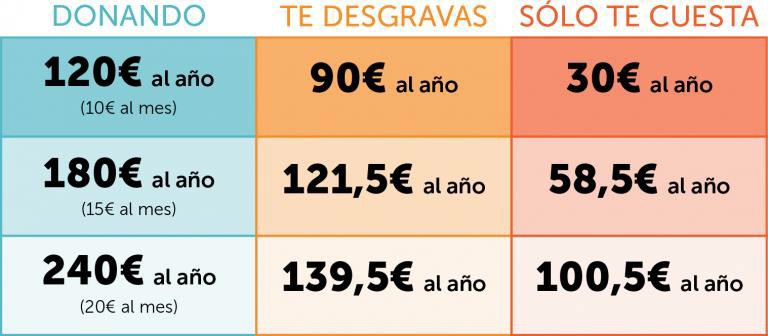 DONANDO TE DESGRAVAS SÓLO TE CUESTA
120€ al año 90€ al año 30€ al año
(10€ al mes)
180€ al año 121,5€ al año 58,5€ al año
(15€ al mes)
240€ al año 139,5€ al año 100,5€ al año
(20€ al mes)